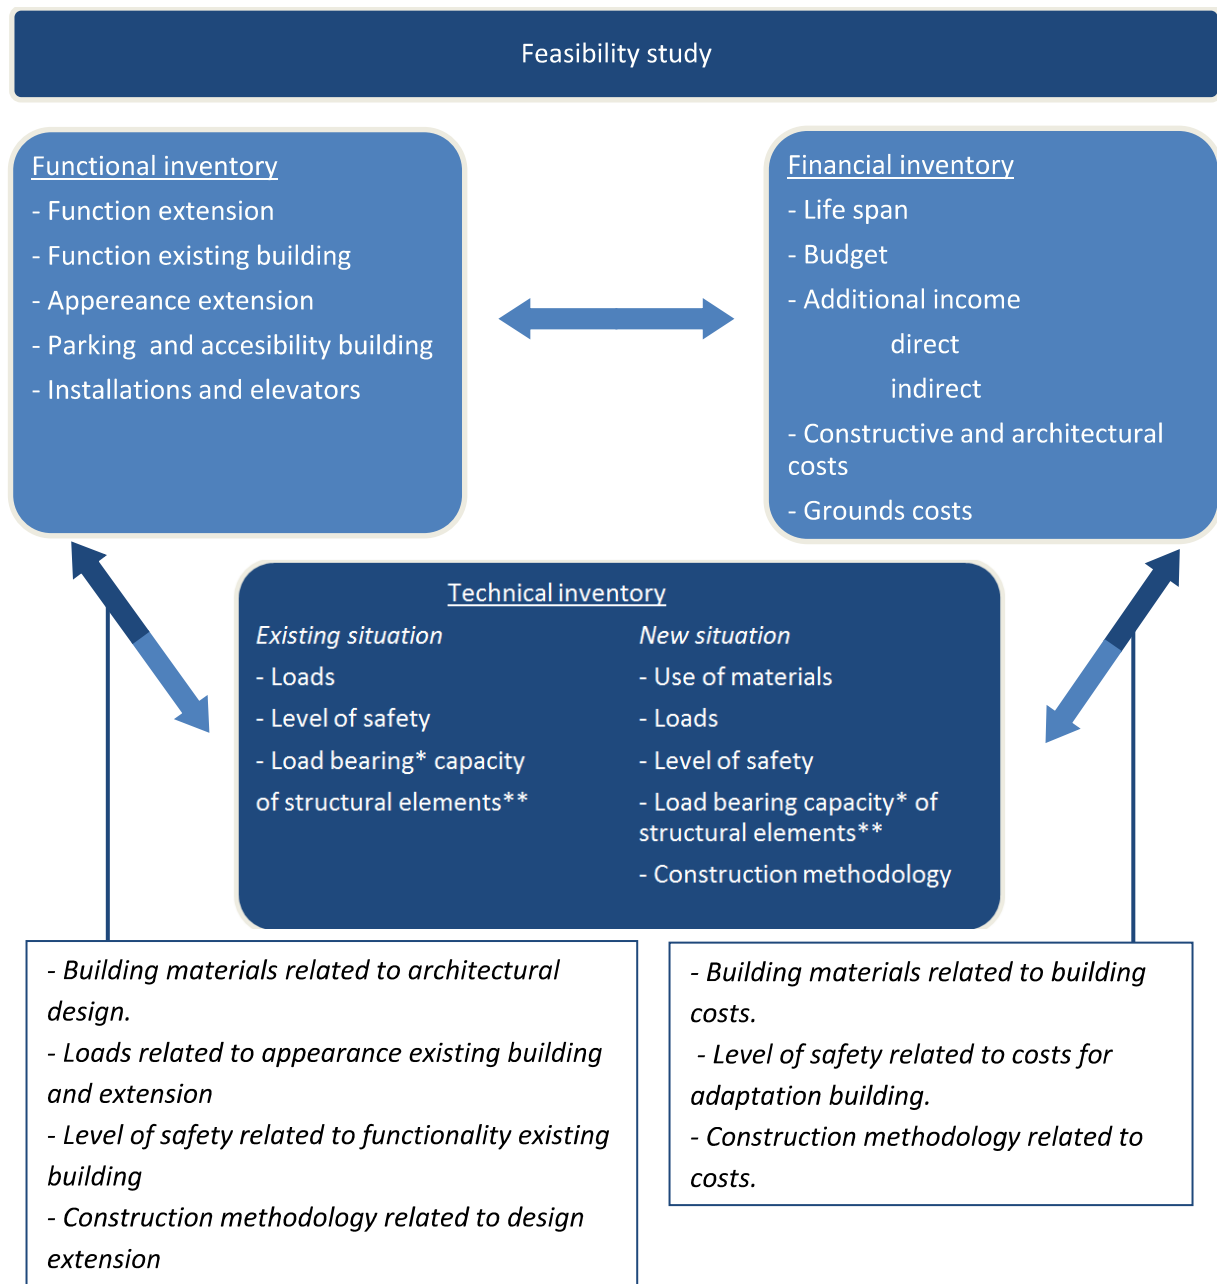 Feasibility study
Functional inventory
- Function extension
- Function existing building
- Appereance extension
- Parking  and accesibility building
- Installations and elevators
Financial inventory
- Life span
- Budget
- Additional income
direct
indirect
- Constructive and architectural
costs
- Grounds costs
Technical inventory
Existing situation
- Loads
- Level of safety
- Load bearing* capacity
of structural elements**
New situation
- Use of materials
- Loads
- Level of safety
- Load bearing capacity* of
structural elements**
- Construction methodology
- Building materials related to architectural
design.
- Loads related to appearance existing building
and extension
- Level of safety related to functionality existing
building
- Construction methodology related to design
extension
- Building materials related to building
costs.
- Level of safety related to costs for
adaptation building.
- Construction methodology related to
costs.